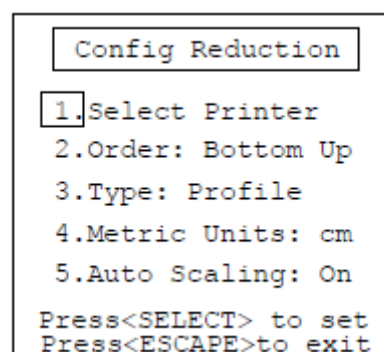 Config Reduction
1.Select Printer
2.Order: Bottom Up
3.Type: Profile
4.Metric Units: cm
5.Auto Scaling: On
Press<SELECT> to set
Press<ESCAPE>to exit